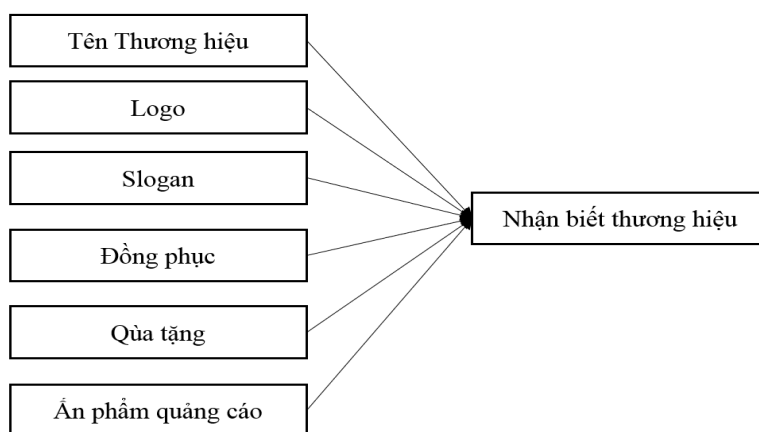 Tên Thương hiệu
Logo
Slogan
Nhận biết thương hiệu
Đồng phục
Qùa tặng
Ấn phẩm quảng cáo